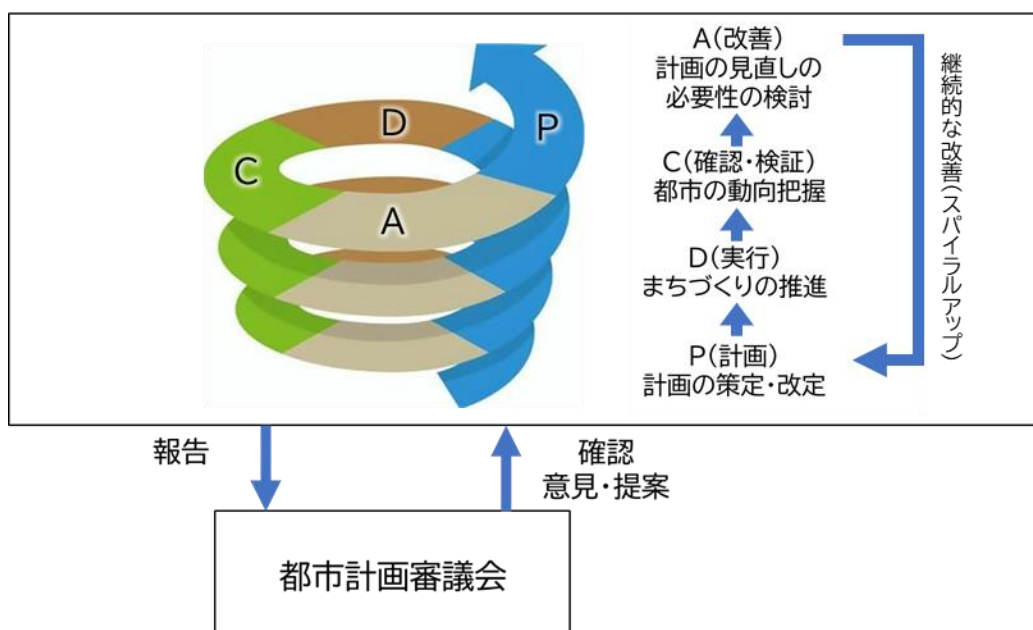 D
P
C
A
A(改善)
計画の見直しの
必要性の検討
C(確認・検証)
都市の動向把握
D(実行)
まちづくりの推進
P(計画)
計画の策定・改定
継続的な改善(スパイラルアップ)
報告
確認
意見・提案
都市計画審議会